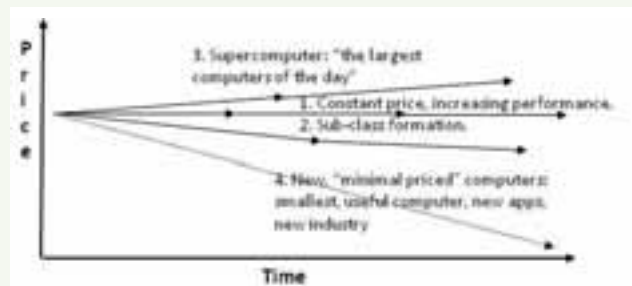 Price
3. Supercomputer: "the largest
computers of the day"
1. Constant price, increasing performance.
2. Sub-class formation.
4. New, "minimal priced" computers:
smallest, useful computer, new apps,
new industry
Time